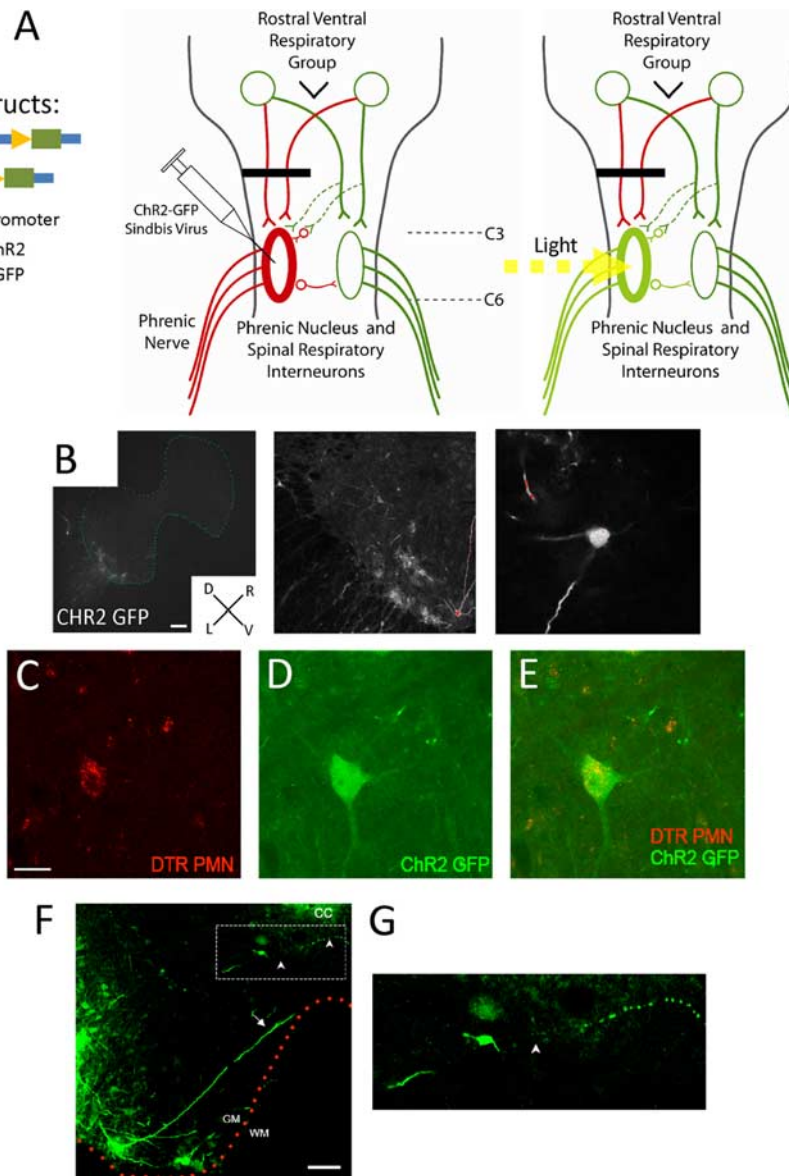 A
Rostral Ventral
Respiratory
Group
Rostral Ventral
Respiratory
Group
ructs:
romoter
hR2
GFP
ChR2-GFP
Sindbis Virus
C3
Light
C6
Phrenic
Nerve
Phrenic Nucleus and
Spinal Respiratory
Interneurons
Phrenic Nucleus and
Spinal Respiratory
Interneurons
B
CHR2 GFP
D
R
L
V
C
DTR PMN
D
ChR2 GFP
E
DTR PMN
ChR2 GFP
F
CC
GM
WM
G